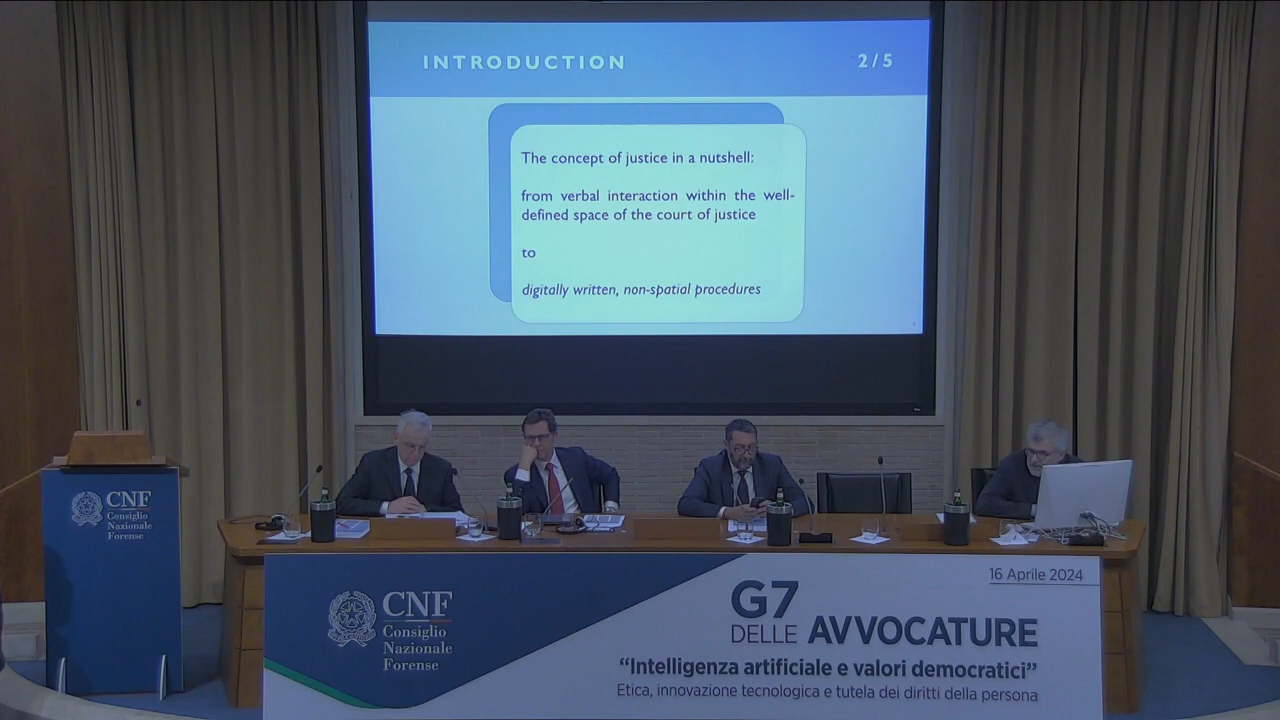 INTRODUCTION
2/5
The concept of justice in a nutshell:
from verbal interaction within the well-
defined space of the court of justice
to
digitally written, non-spatial procedures
CNF
Consiglio
Nazionale
Forense
CNF
Consiglio
Nazionale
Forense
16 Aprile 2024
G7
DELLE AVVOCATURE
“Intelligenza artificiale e valori democratici”
Etica, innovazione tecnologica e tutela dei diritti della persona